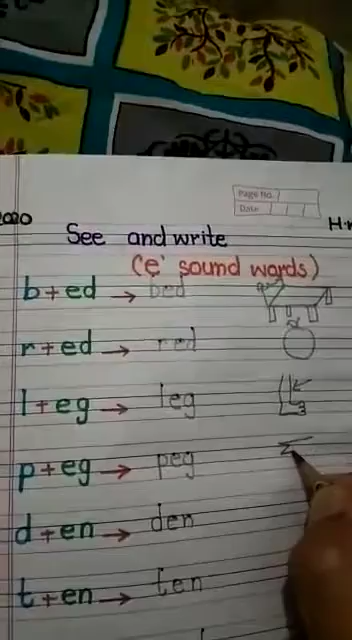 Page No.
Date
2020
H.w
See and write
('e' sound words)
b+ed → bed
r+ed → red
l+eg → leg
p+eg → peg
d+en → den
t+en → ten